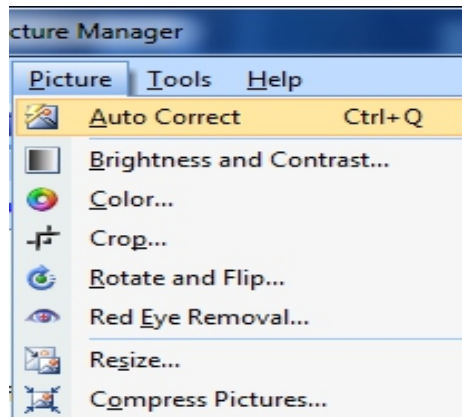 cture Manager
Picture Tools Help
Auto Correct Ctrl+Q
Brightness and Contrast...
Color...
Crop...
Rotate and Flip...
Red Eye Removal...
Resize...
Compress Pictures...